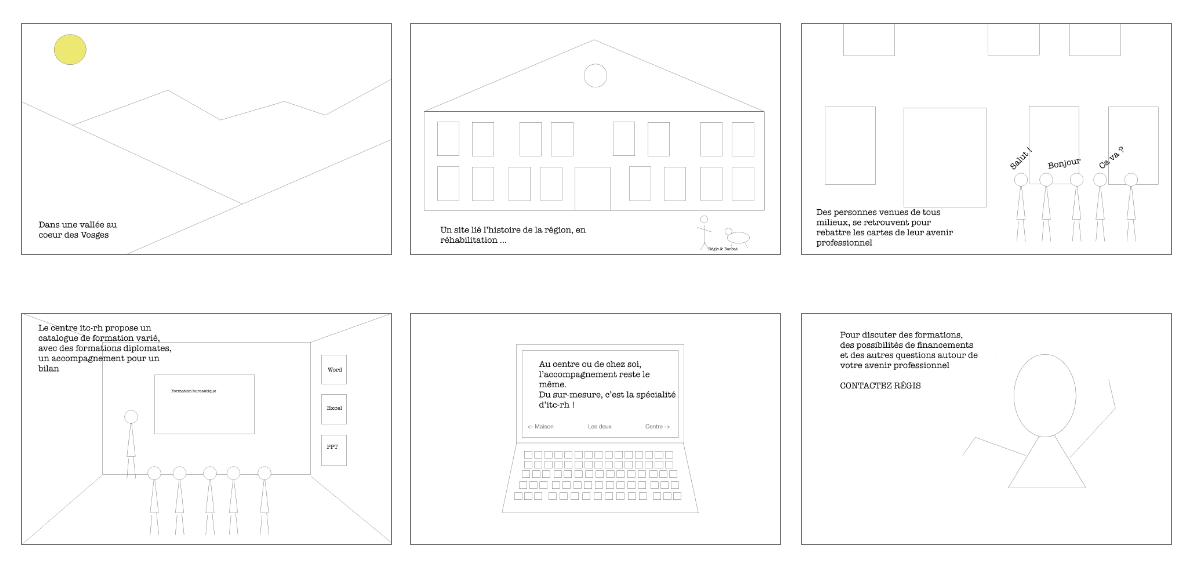 Dans une vallée au
coeur des Vosges
Un site liè l'histoire de la région, en
réhabilitation ...
Régis &
Salut !
Bonjour
Ca va ?
Des personnes venues de tous
milieux, se retrouvent pour
rebattre les cartes de leur avenir
professionnel
Le centre itc-rh propose un
catalogue de formation varié,
avec des formations diplomates,
un accompagnement pour un
bilan
Formation bureautique
Word
Excel
PPT
Au centre ou de chez soi,
l'accompagnement reste le
même.
Du sur-mesure, c'est la spécialité
d'itc-rh !
<- Maison
Les deux
Centre ->
Pour discuter des formations,
des possibilités de financements
et des autres questions autour de
votre avenir professionnel
CONTACTEZ RÉGIS